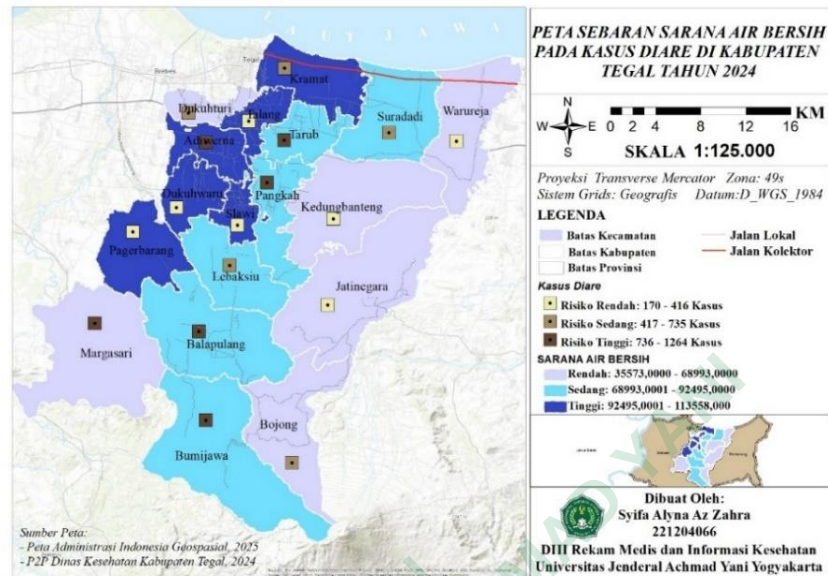 LAUT JAWA
Tegal
Brebes
Kramat
Dukuhturi
Talang
Suradadi
Warureja
Tarub
Adiwerna
Pangkah
Dukuhwaru
Slawi
Kedungbanteng
Pagerbarang
Lebaksiu
Jatinegara
Margasari
Balapulang
Bojong
Bumijawa
Sumber Peta:
- Peta Administrasi Indonesia Geospasial, 2025
- P2P Dinas Kesehatan Kabupaten Tegal, 2024
PETA SEBARAN SARANA AIR BERSIH
PADA KASUS DIARE DI KABUPATEN
TEGAL TAHUN 2024
N
W E
S
0 2 4 8 12 16
KM
SKALA 1:125.000
Proyeksi Transverse Mercator Zona: 49s
Sistem Grids: Geografis Datum:D_WGS_1984
LEGENDA
Batas Kecamatan Jalan Lokal
Batas Kabupaten Jalan Kolektor
Batas Provinsi
Kasus Diare
Risiko Rendah: 170 - 416 Kasus
Risiko Sedang: 417 - 735 Kasus
Risiko Tinggi: 736 - 1264 Kasus
SARANA AIR BERSIH
Rendah: 35573,0000 - 68993,0000
Sedang: 68993,0001 - 92495,0000
Tinggi: 92495,0001 - 113558,000
Dibuat Oleh:
Syifa Alyna Az Zahra
221204066
DIII Rekam Medis dan Informasi Kesehatan
Universitas Jenderal Achmad Yani Yogyakarta